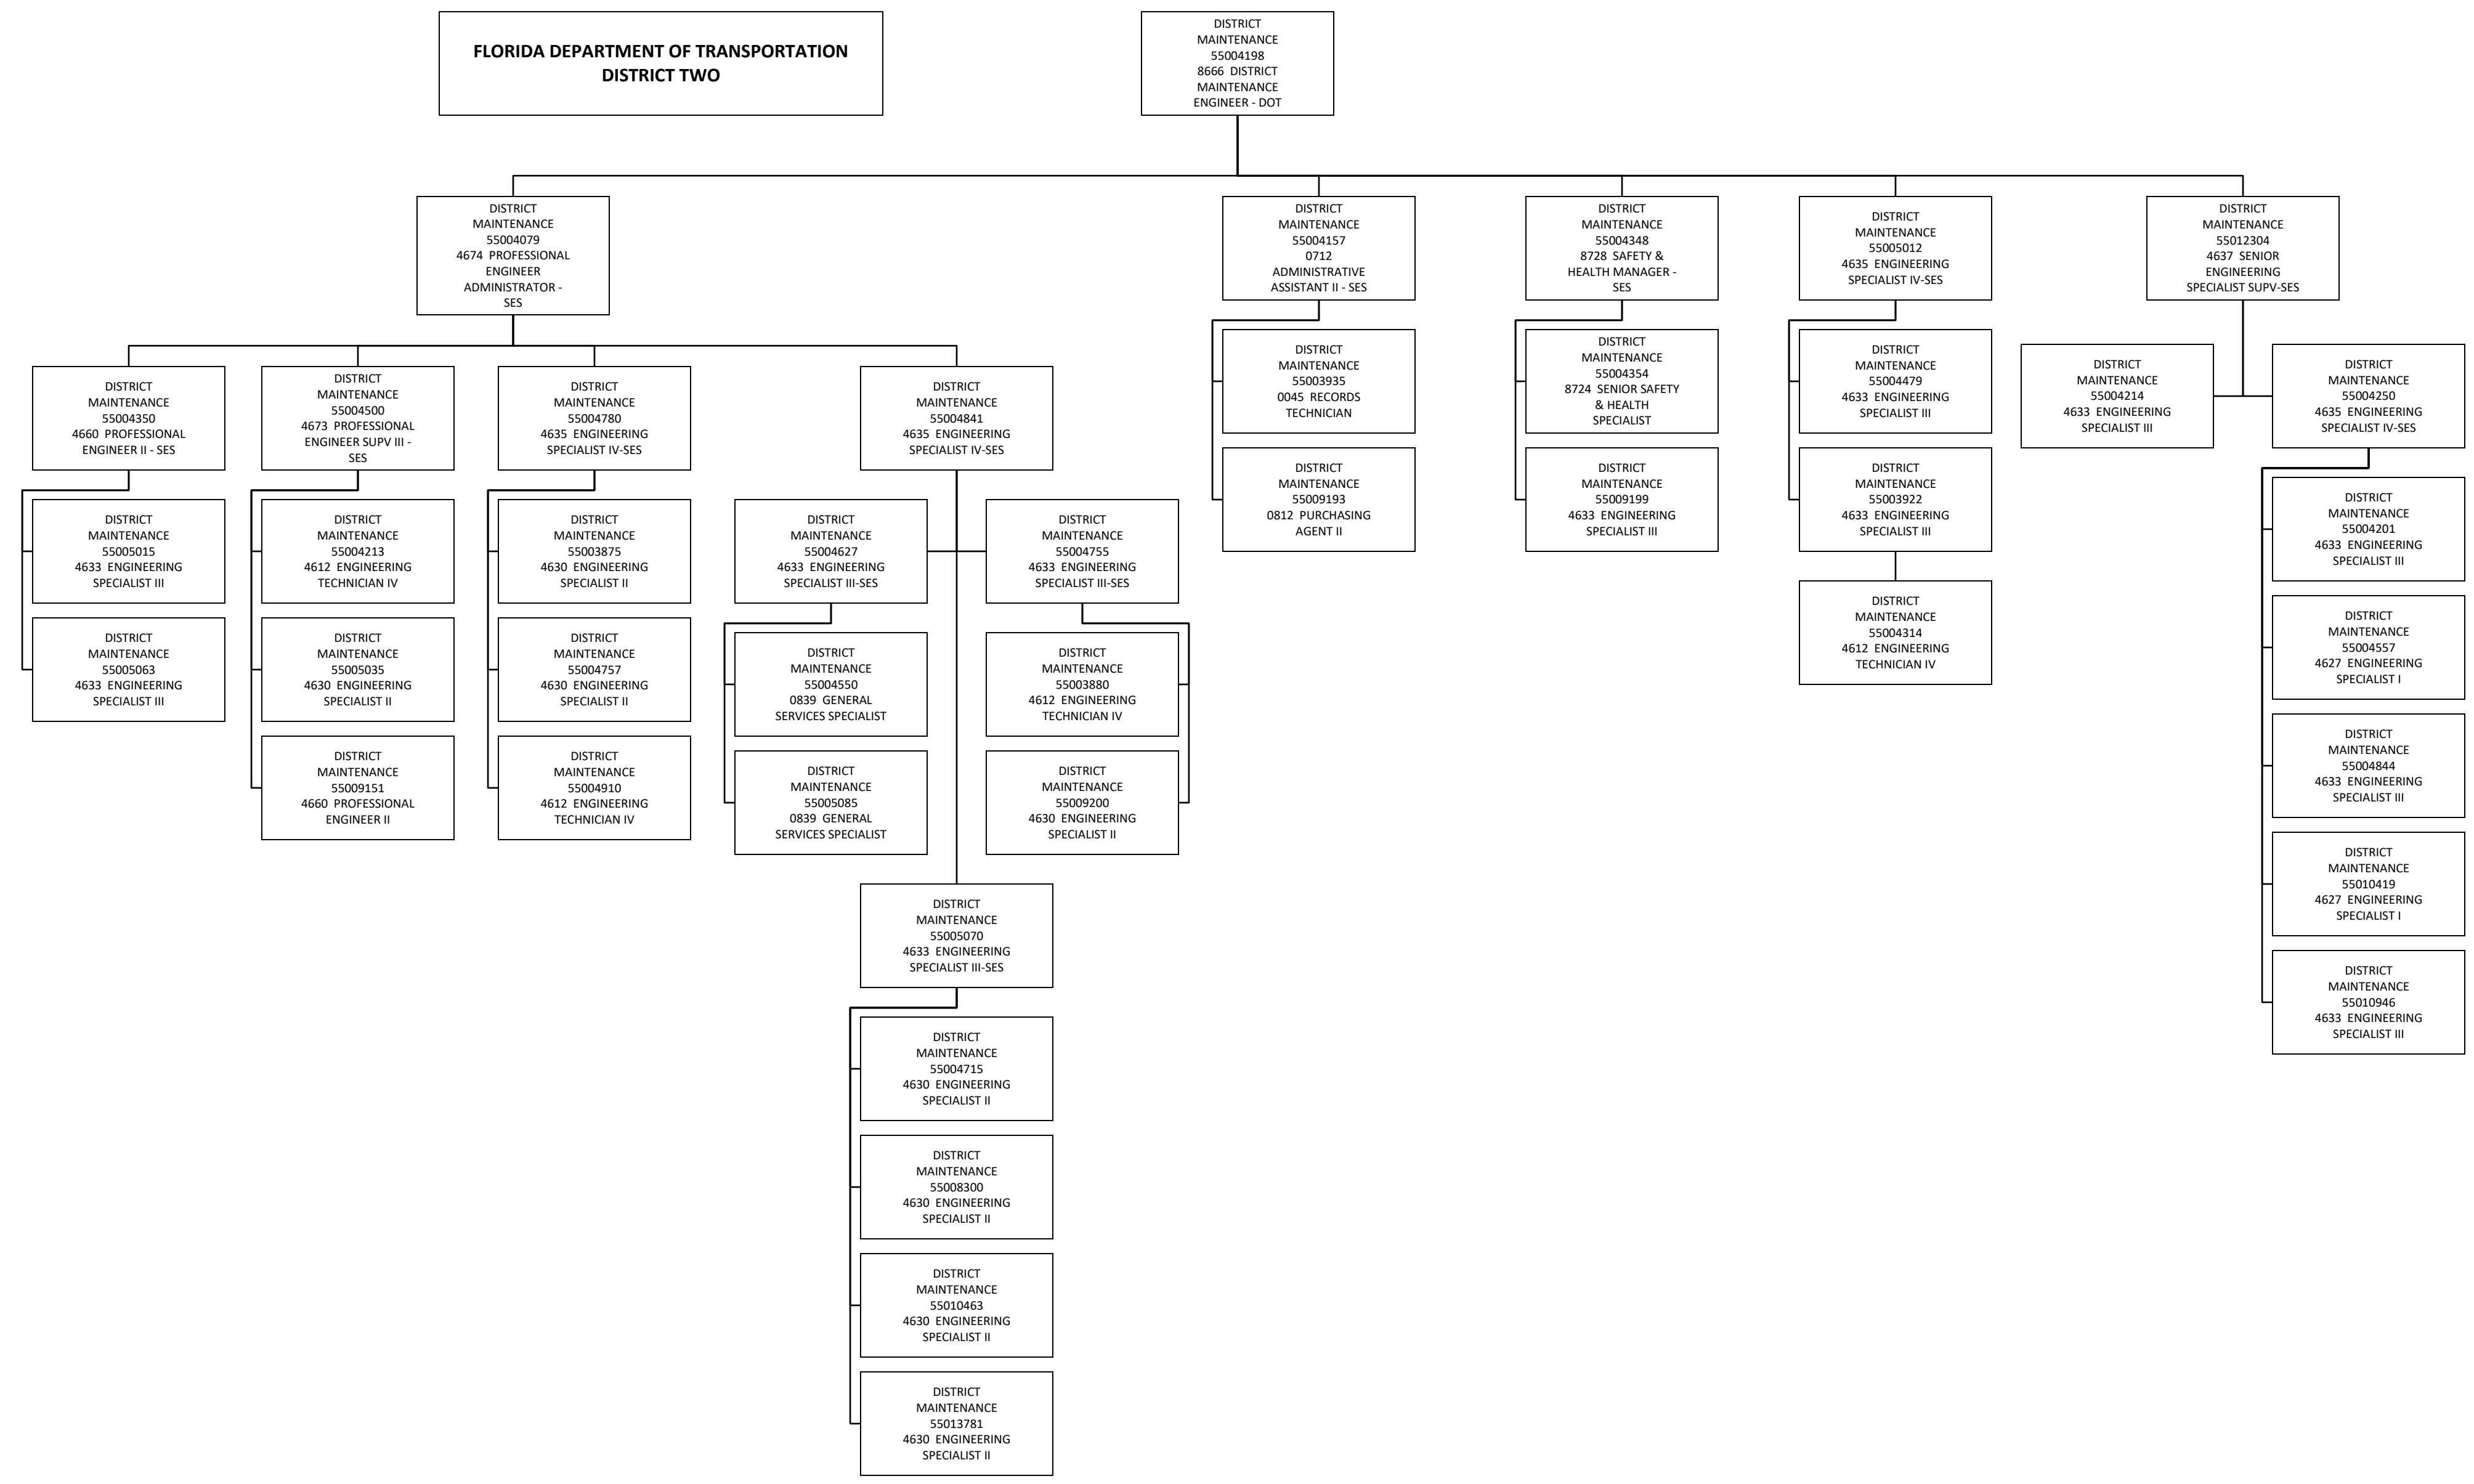 FLORIDA DEPARTMENT OF TRANSPORTATION
DISTRICT TWO
DISTRICT
MAINTENANCE
55004198
8666 DISTRICT
MAINTENANCE
ENGINEER - DOT
DISTRICT
MAINTENANCE
55004079
4674 PROFESSIONAL
ENGINEER
ADMINISTRATOR -
SES
DISTRICT
MAINTENANCE
55004157
0712
ADMINISTRATIVE
ASSISTANT II - SES
DISTRICT
MAINTENANCE
55004348
8728 SAFETY &
HEALTH MANAGER -
SES
DISTRICT
MAINTENANCE
55005012
4635 ENGINEERING
SPECIALIST IV-SES
DISTRICT
MAINTENANCE
55012304
4637 SENIOR
ENGINEERING
SPECIALIST SUPV-SES
DISTRICT
MAINTENANCE
55004350
4660 PROFESSIONAL
ENGINEER II - SES
DISTRICT
MAINTENANCE
55005015
4633 ENGINEERING
SPECIALIST III
DISTRICT
MAINTENANCE
55005063
4633 ENGINEERING
SPECIALIST III
DISTRICT
MAINTENANCE
55004500
4673 PROFESSIONAL
ENGINEER SUPV III -
SES
DISTRICT
MAINTENANCE
55004213
4612 ENGINEERING
TECHNICIAN IV
DISTRICT
MAINTENANCE
55005035
4630 ENGINEERING
SPECIALIST II
DISTRICT
MAINTENANCE
55009151
4660 PROFESSIONAL
ENGINEER II
DISTRICT
MAINTENANCE
55004780
4635 ENGINEERING
SPECIALIST IV-SES
DISTRICT
MAINTENANCE
55003875
4630 ENGINEERING
SPECIALIST II
DISTRICT
MAINTENANCE
55004757
4630 ENGINEERING
SPECIALIST II
DISTRICT
MAINTENANCE
55004910
4612 ENGINEERING
TECHNICIAN IV
DISTRICT
MAINTENANCE
55004841
4635 ENGINEERING
SPECIALIST IV-SES
DISTRICT
MAINTENANCE
55004627
4633 ENGINEERING
SPECIALIST III-SES
DISTRICT
MAINTENANCE
55004550
0839 GENERAL
SERVICES SPECIALIST
DISTRICT
MAINTENANCE
55005085
0839 GENERAL
SERVICES SPECIALIST
DISTRICT
MAINTENANCE
55004755
4633 ENGINEERING
SPECIALIST III-SES
DISTRICT
MAINTENANCE
55003880
4612 ENGINEERING
TECHNICIAN IV
DISTRICT
MAINTENANCE
55009200
4630 ENGINEERING
SPECIALIST II
DISTRICT
MAINTENANCE
55005070
4633 ENGINEERING
SPECIALIST III-SES
DISTRICT
MAINTENANCE
55004715
4630 ENGINEERING
SPECIALIST II
DISTRICT
MAINTENANCE
55008300
4630 ENGINEERING
SPECIALIST II
DISTRICT
MAINTENANCE
55010463
4630 ENGINEERING
SPECIALIST II
DISTRICT
MAINTENANCE
55013781
4630 ENGINEERING
SPECIALIST II
DISTRICT
MAINTENANCE
55003935
0045 RECORDS
TECHNICIAN
DISTRICT
MAINTENANCE
55009193
0812 PURCHASING
AGENT II
DISTRICT
MAINTENANCE
55004354
8724 SENIOR SAFETY
& HEALTH
SPECIALIST
DISTRICT
MAINTENANCE
55009199
4633 ENGINEERING
SPECIALIST III
DISTRICT
MAINTENANCE
55004479
4633 ENGINEERING
SPECIALIST III
DISTRICT
MAINTENANCE
55003922
4633 ENGINEERING
SPECIALIST III
DISTRICT
MAINTENANCE
55004314
4612 ENGINEERING
TECHNICIAN IV
DISTRICT
MAINTENANCE
55004214
4633 ENGINEERING
SPECIALIST III
DISTRICT
MAINTENANCE
55004250
4635 ENGINEERING
SPECIALIST IV-SES
DISTRICT
MAINTENANCE
55004201
4633 ENGINEERING
SPECIALIST III
DISTRICT
MAINTENANCE
55004557
4627 ENGINEERING
SPECIALIST I
DISTRICT
MAINTENANCE
55004844
4633 ENGINEERING
SPECIALIST III
DISTRICT
MAINTENANCE
55010419
4627 ENGINEERING
SPECIALIST I
DISTRICT
MAINTENANCE
55010946
4633 ENGINEERING
SPECIALIST III